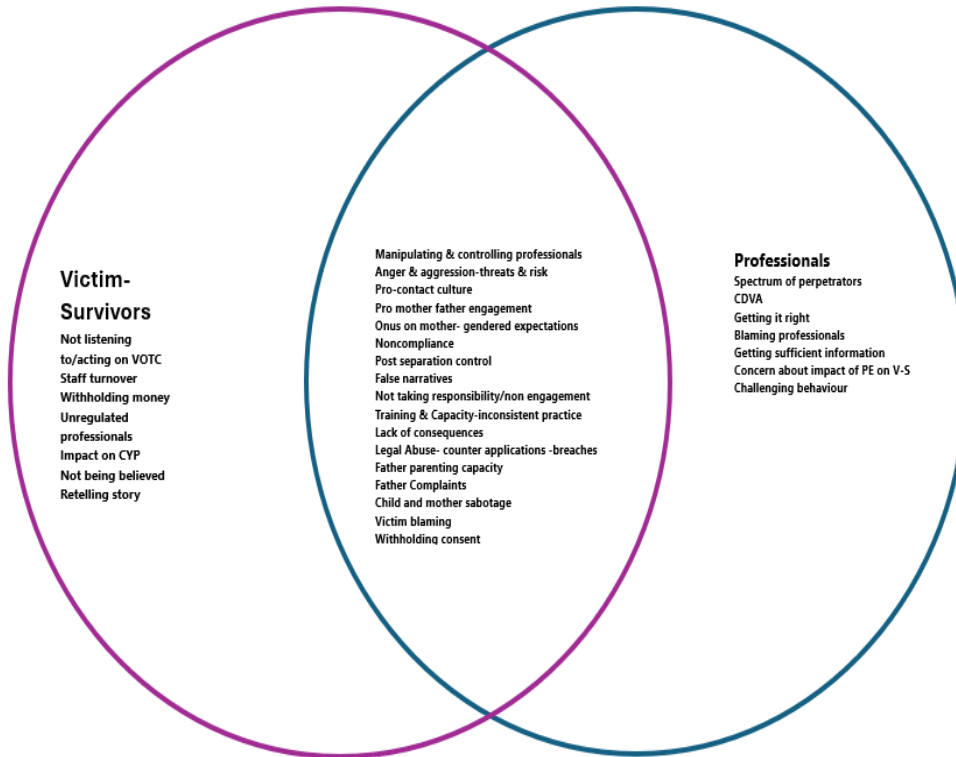 Victim-
Survivors
Not listening
to/acting on VOTC
Staff turnover
Withholding money
Unregulated
professionals
Impact on CYP
Not being believed
Retelling story
Manipulating & controlling professionals
Anger & aggression-threats & risk
Pro-contact culture
Pro mother father engagement
Onus on mother- gendered expectations
Noncompliance
Post separation control
False narratives
Not taking responsibility/non engagement
Training & Capacity-inconsistent practice
Lack of consequences
Legal Abuse- counter applications -breaches
Father parenting capacity
Father Complaints
Child and mother sabotage
Victim blaming
Withholding consent
Professionals
Spectrum of perpetrators
CDVA
Getting it right
Blaming professionals
Getting sufficient information
Concern about impact of PE on V-S
Challenging behaviour